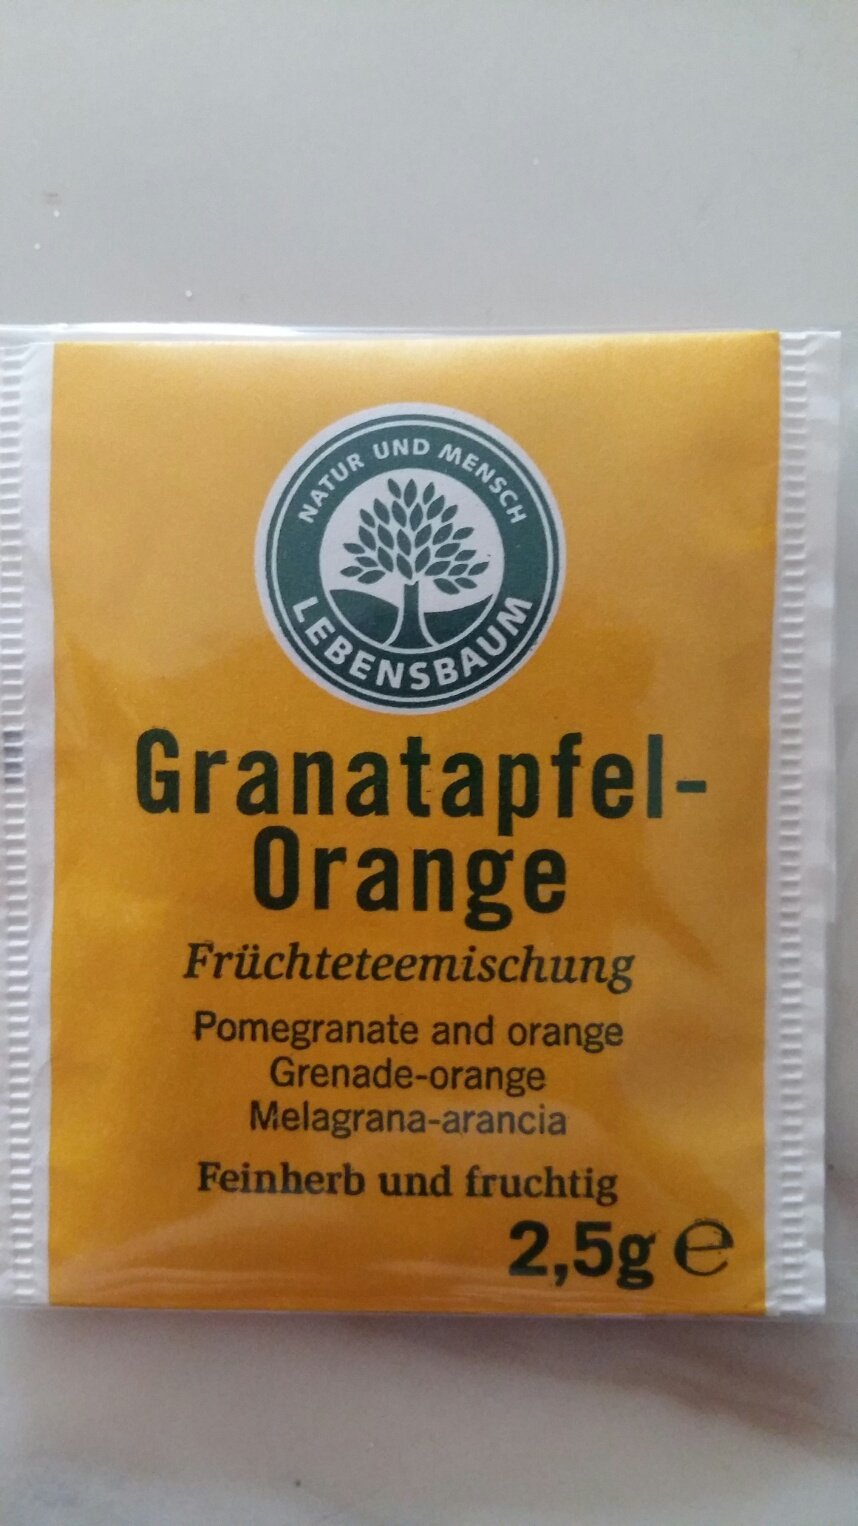 NATUR UND MENSCH
LEBENSBAUM
Granatapfel-
Orange
Früchteteemischung
Pomegranate and orange
Grenade-orange
Melagrana-arancia
Feinherb und fruchtig
2,5g ℮